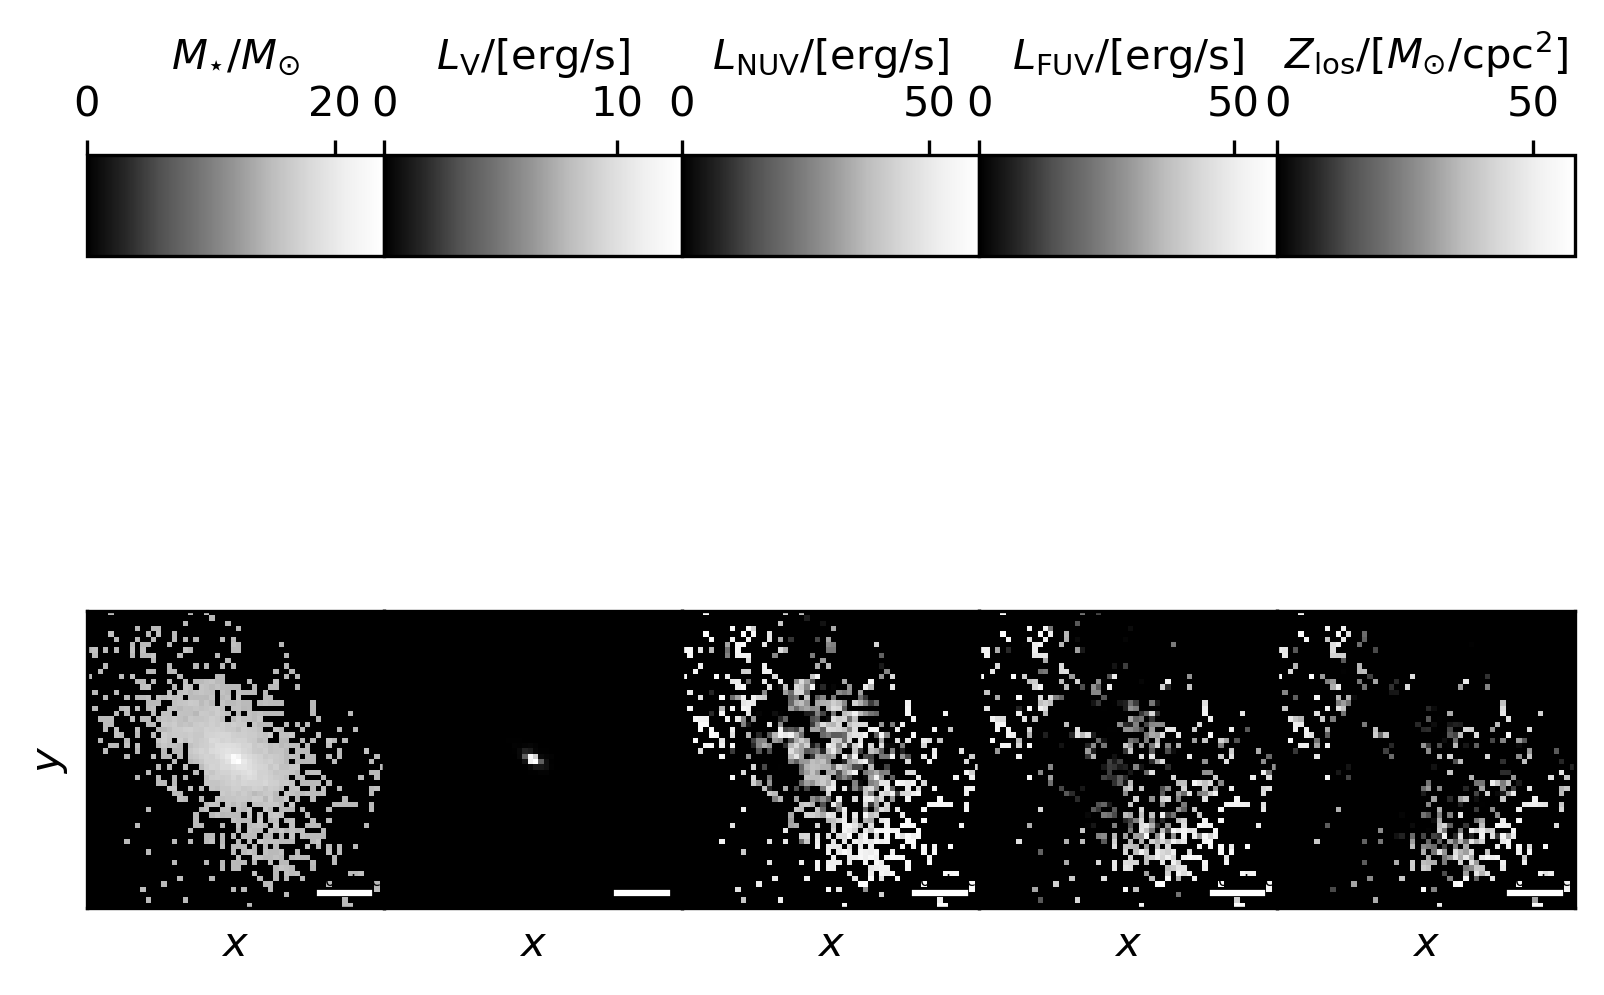 M⋆/M⊙ L_V/[erg/s] L_NUV/[erg/s] L_FUV/[erg/s] Z_los/[M⊙/cpc²]
0 20 0 10 0 50 0 50 0 50
y
x x x x x